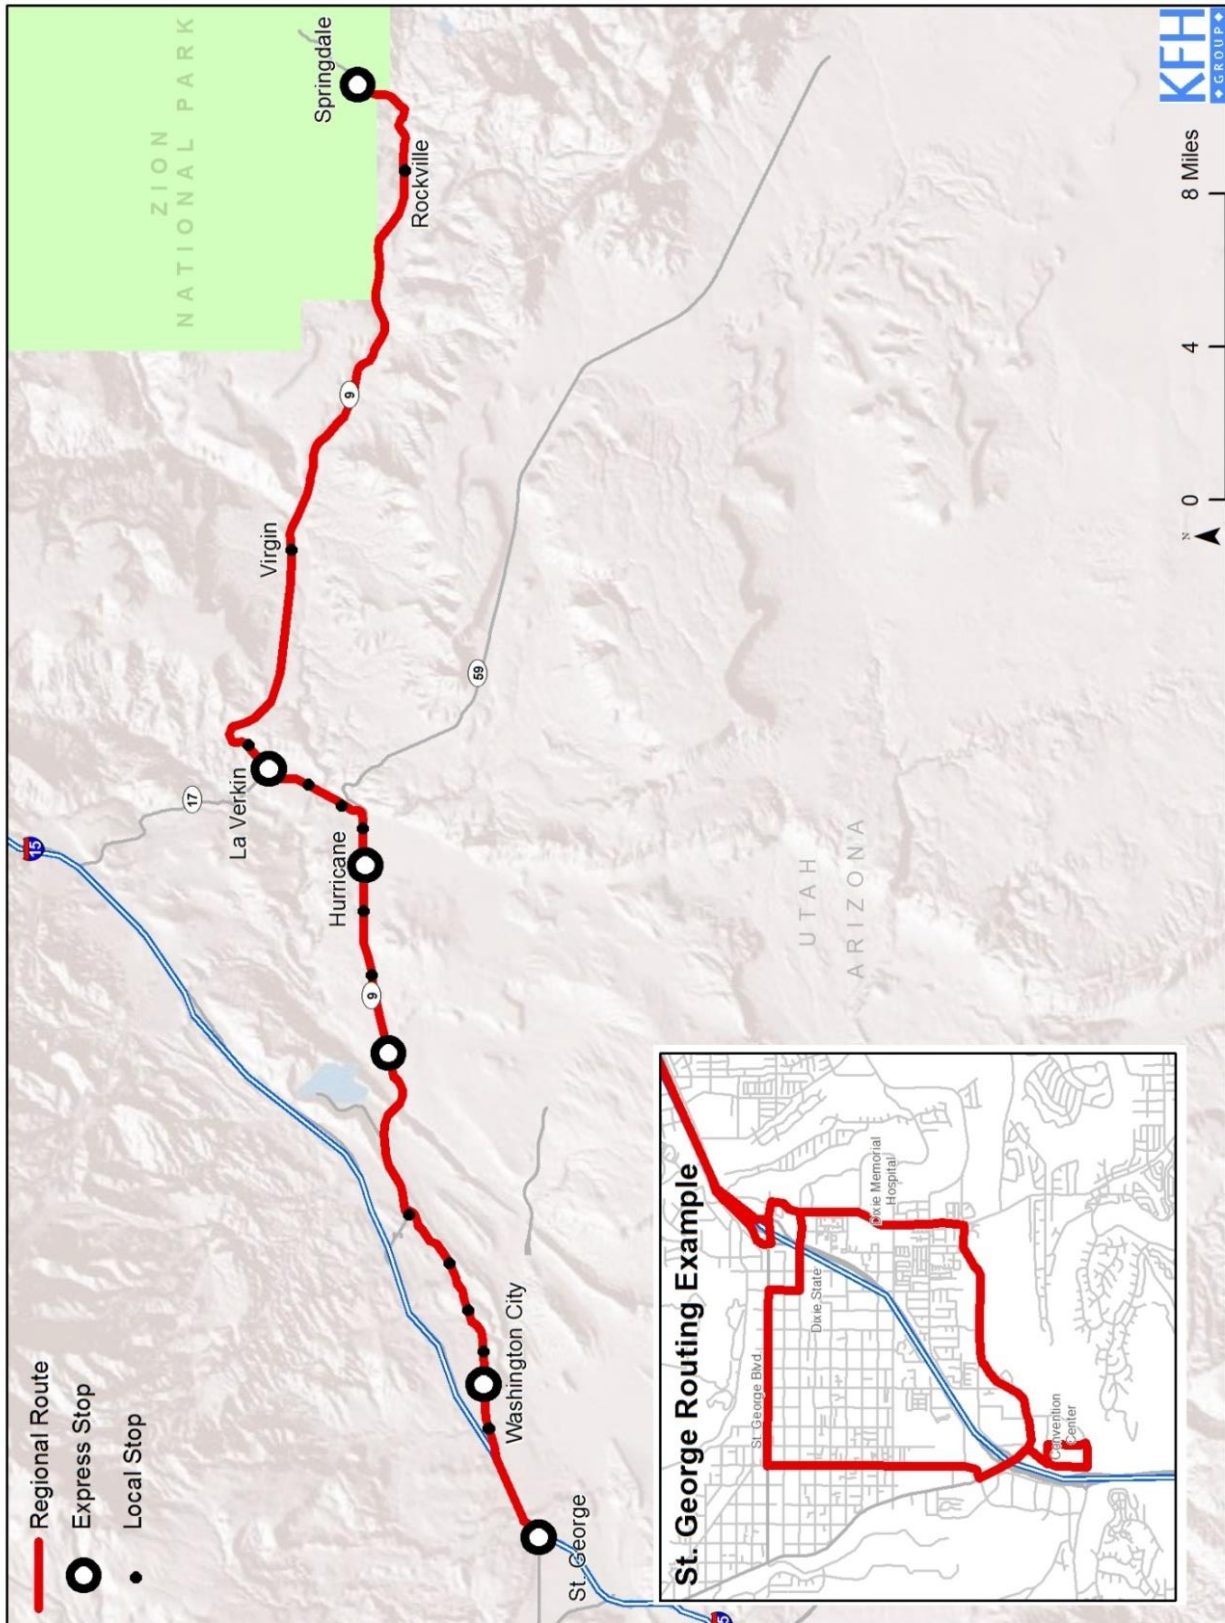 Regional Route
Express Stop
Local Stop
15
17
ZION
NATIONAL PARK
Springdale
Rockville
9
Virgin
La Verkin
Hurricane
59
9
Washington City
St. George
UTAH
ARIZONA
St. George Routing Example
St. George Blvd.
Dixie State
Dixie Memorial
Hospital
Convention
Center
N
0
4
8 Miles
KFH
GROUP